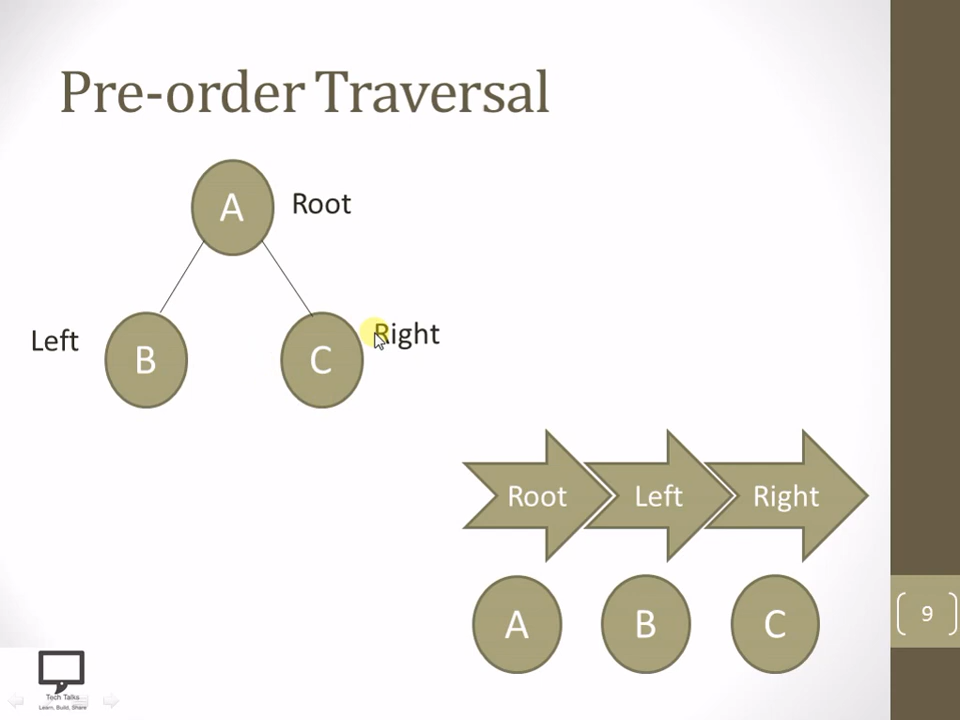 Pre-order Traversal
A
Root
Left
B
C
Right
Root
Left
Right
A
B
C
9
Tech Talks
Learn, Build, Share